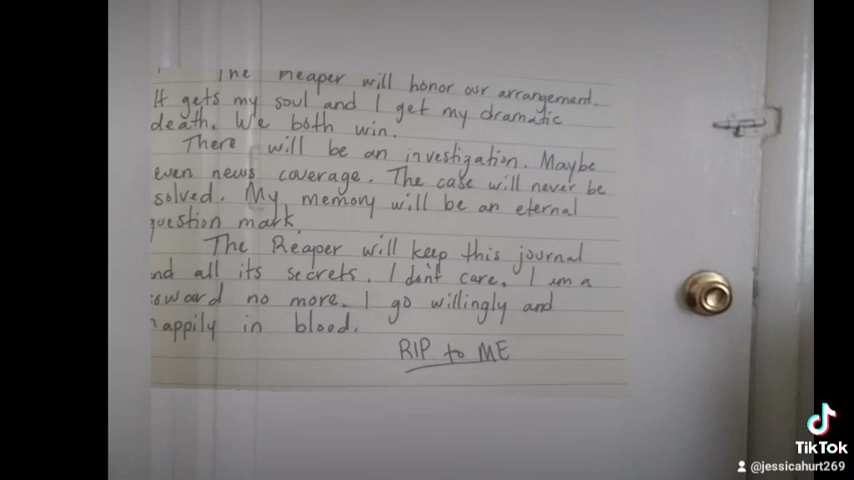 The Reaper will honor our arrangement.
It gets my soul and I get my dramatic
death. We both win.
There will be an investigation. Maybe
even news coverage. The case will never be
solved. My memory will be an eternal
question mark.
The Reaper will keep this journal
nd all its secrets. I don't care. I am a
coward no more. I go willingly and
happily in blood.
RIP to ME
TikTok
@jessicahurt269